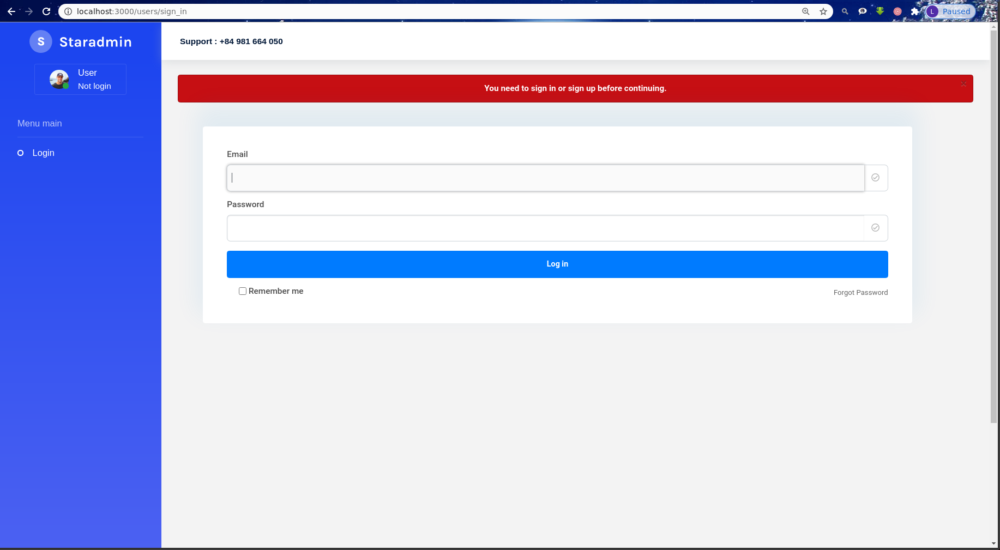 localhost:3000/users/sign_in
L Paused
S Staradmin
Support : +84 981 664 050
User
Not login
You need to sign in or sign up before continuing.
×
Menu main
Login
Email
Password
Log in
Remember me
Forgot Password